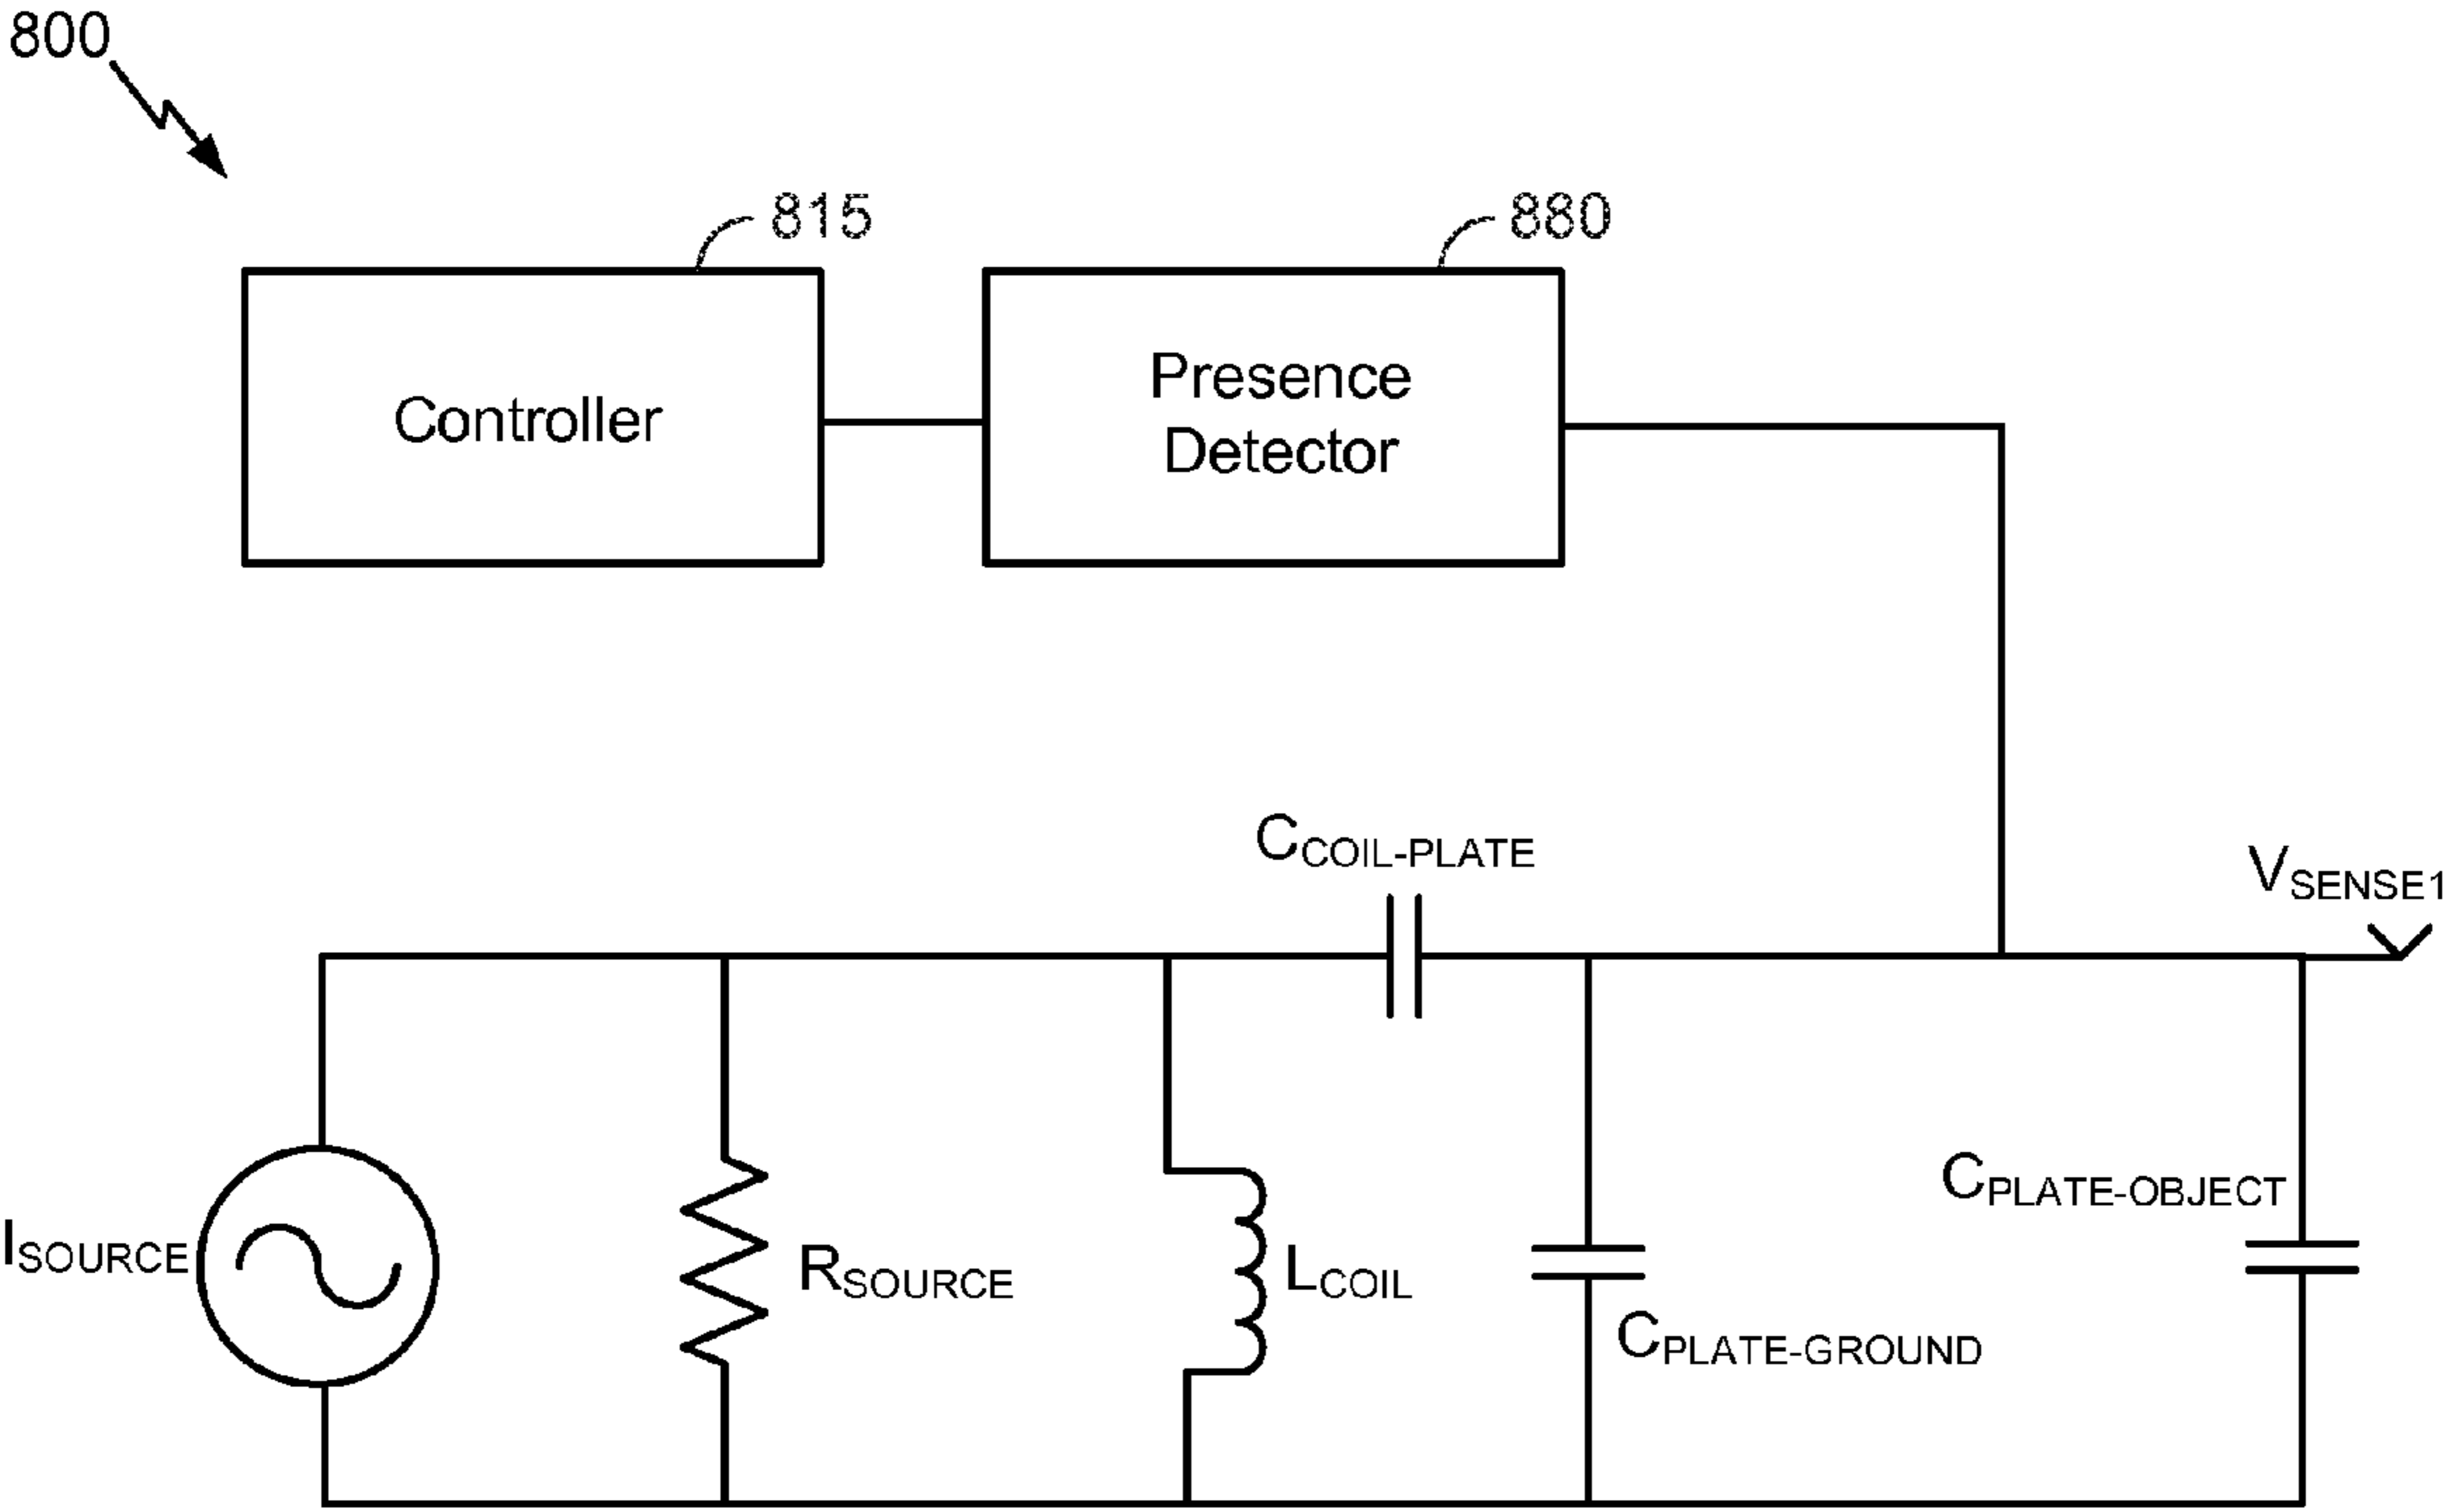 800
815
880
Controller
Presence
Detector
CCOIL-PLATE
VSENSE1
CPLATE-OBJECT
ISOURCE
RSOURCE
LCOIL
CPLATE-GROUND